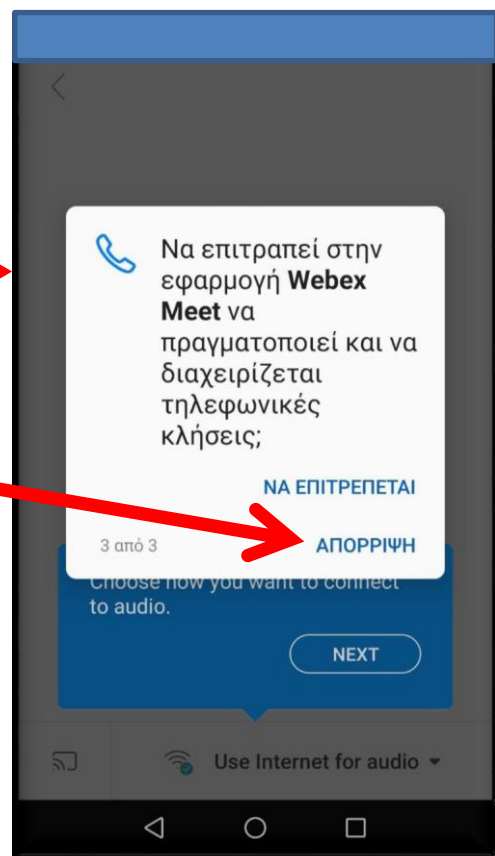 Να επιτραπεί στην
εφαρμογή Webex
Meet να
πραγματοποιεί και να
διαχειρίζεται
τηλεφωνικές
κλήσεις;
ΝΑ ΕΠΙΤΡΕΠΕΤΑΙ
3 από 3
ΑΠΟΡΡΙΨΗ
Choose how you want to connect
to audio.
NEXT
Use Internet for audio